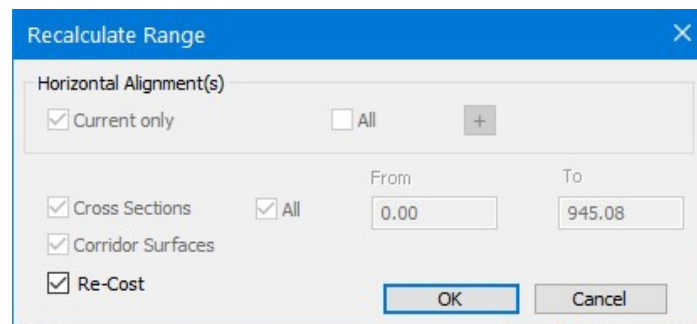 Recalculate Range
Horizontal Alignment(s)
Current only All +
From To
Cross Sections All 0.00 945.08
Corridor Surfaces
Re-Cost
OK Cancel